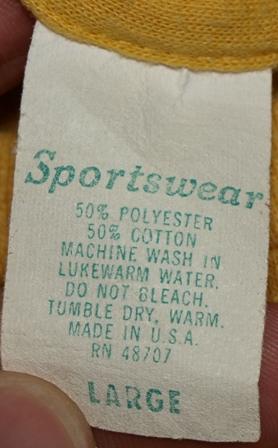 Sportswear
50% POLYESTER
50% COTTON
MACHINE WASH IN
LUKEWARM WATER.
DO NOT BLEACH.
TUMBLE DRY, WARM.
MADE IN U.S.A.
RN 48707
LARGE